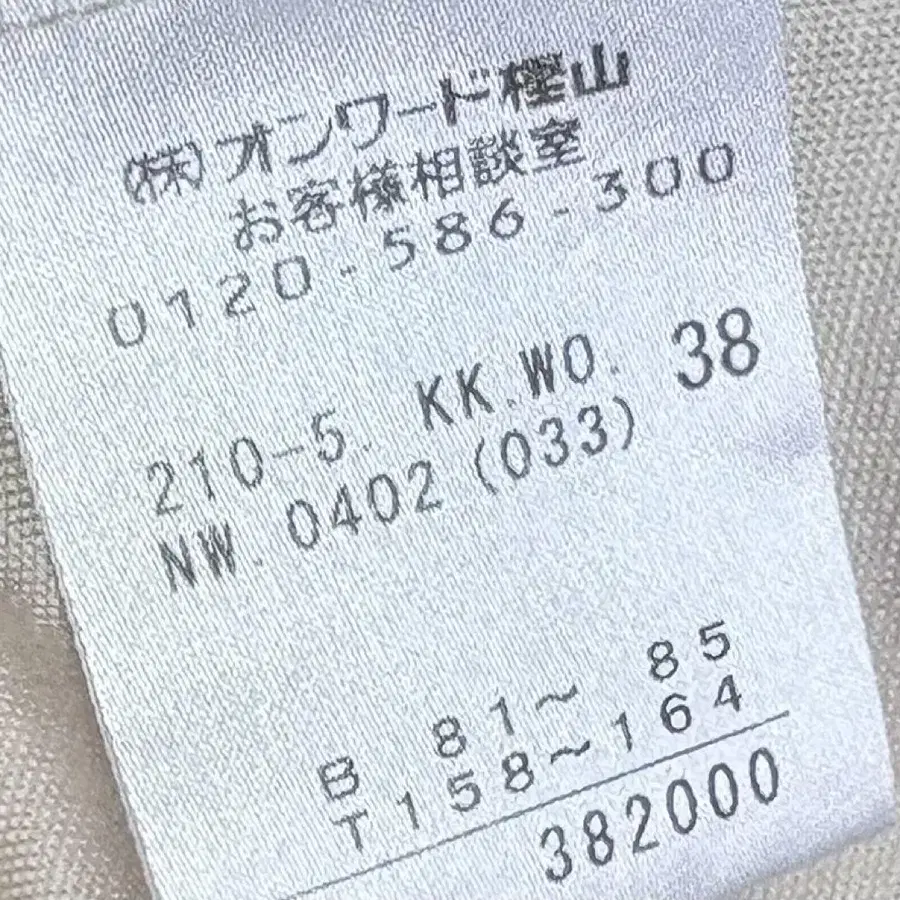 (株)オンワード樫山
お客様相談室
0120-586-300
210-5. KK.WO. 38
NW. 0402 (033)
B 81~ 85
T 158~164
382000